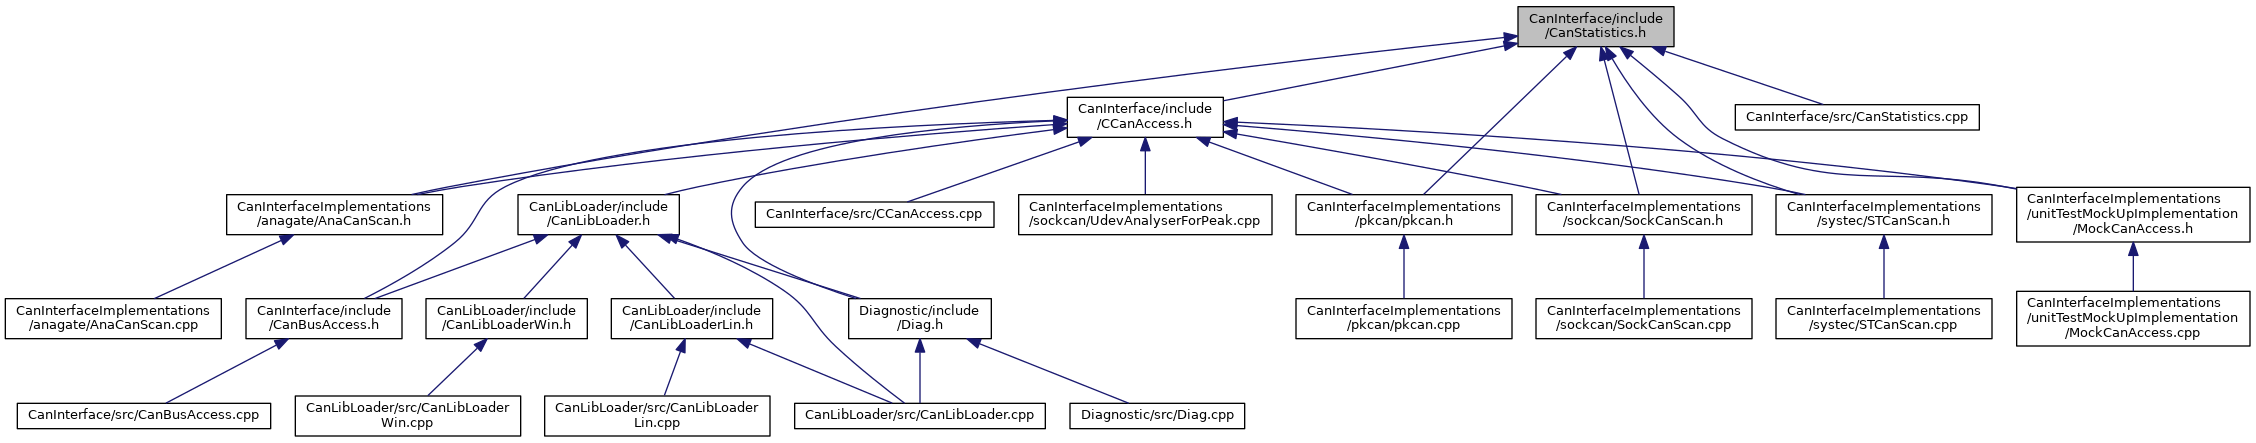 CanInterface/include
/CanStatistics.h
CanInterface/include
/CCanAccess.h
CanInterface/src/CanStatistics.cpp
CanInterfaceImplementations
/anagate/AnaCanScan.h
CanLibLoader/include
/CanLibLoader.h
CanInterface/src/CCanAccess.cpp
CanInterfaceImplementations
/sockcan/UdevAnalyserForPeak.cpp
CanInterfaceImplementations
/pkcan/pkcan.h
CanInterfaceImplementations
/sockcan/SockCanScan.h
CanInterfaceImplementations
/systec/STCanScan.h
CanInterfaceImplementations
/unitTestMockUpImplementation
/MockCanAccess.h
CanInterfaceImplementations
/anagate/AnaCanScan.cpp
CanInterface/include
/CanBusAccess.h
CanLibLoader/include
/CanLibLoaderWin.h
CanLibLoader/include
/CanLibLoaderLin.h
Diagnostic/include
/Diag.h
CanInterfaceImplementations
/pkcan/pkcan.cpp
CanInterfaceImplementations
/sockcan/SockCanScan.cpp
CanInterfaceImplementations
/systec/STCanScan.cpp
CanInterfaceImplementations
/unitTestMockUpImplementation
/MockCanAccess.cpp
CanInterface/src/CanBusAccess.cpp
CanLibLoader/src/CanLibLoader
Win.cpp
CanLibLoader/src/CanLibLoader
Lin.cpp
CanLibLoader/src/CanLibLoader.cpp
Diagnostic/src/Diag.cpp